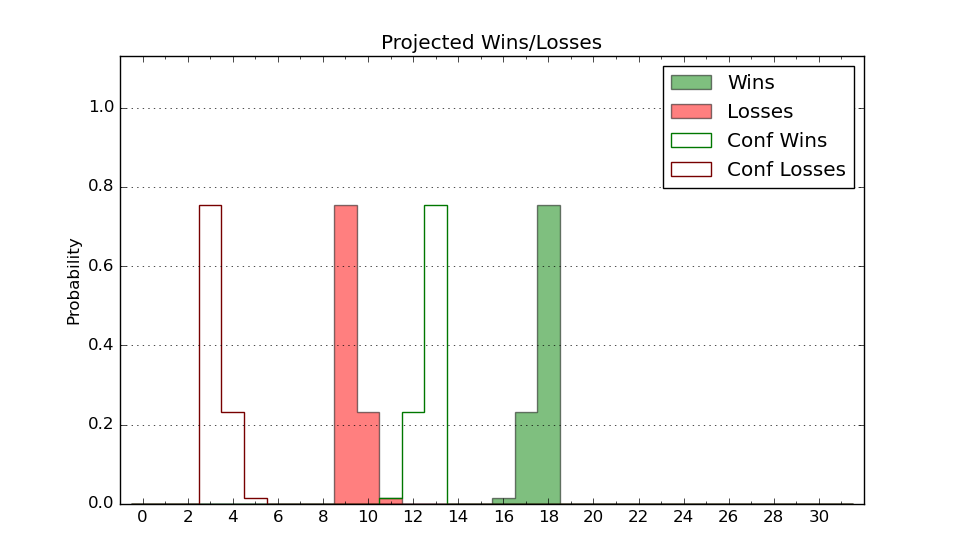 Projected Wins/Losses
Wins
Losses
Conf Wins
Conf Losses
Probability
1.0
0.8
0.6
0.4
0.2
0.0
0 2 4 6 8 10 12 14 16 18 20 22 24 26 28 30